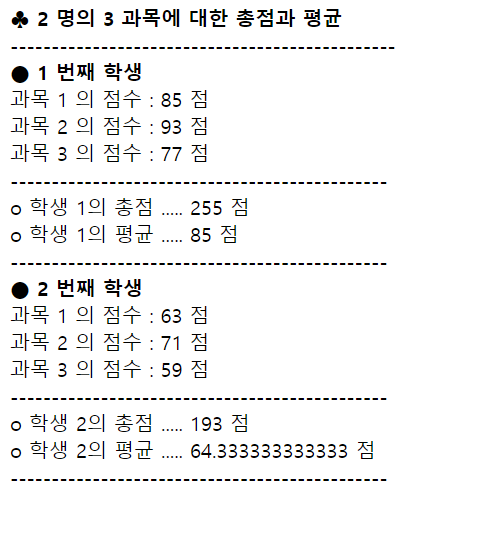 ♣ 2 명의 3 과목에 대한 총점과 평균
-----------------------------------------------
● 1 번째 학생
과목 1 의 점수 : 85 점
과목 2 의 점수 : 93 점
과목 3 의 점수 : 77 점
----------------------------------------------
o 학생 1의 총점 ..... 255 점
o 학생 1의 평균 ..... 85 점
----------------------------------------------
● 2 번째 학생
과목 1 의 점수 : 63 점
과목 2 의 점수 : 71 점
과목 3 의 점수 : 59 점
----------------------------------------------
o 학생 2의 총점 ..... 193 점
o 학생 2의 평균 ..... 64.333333333333 점
----------------------------------------------